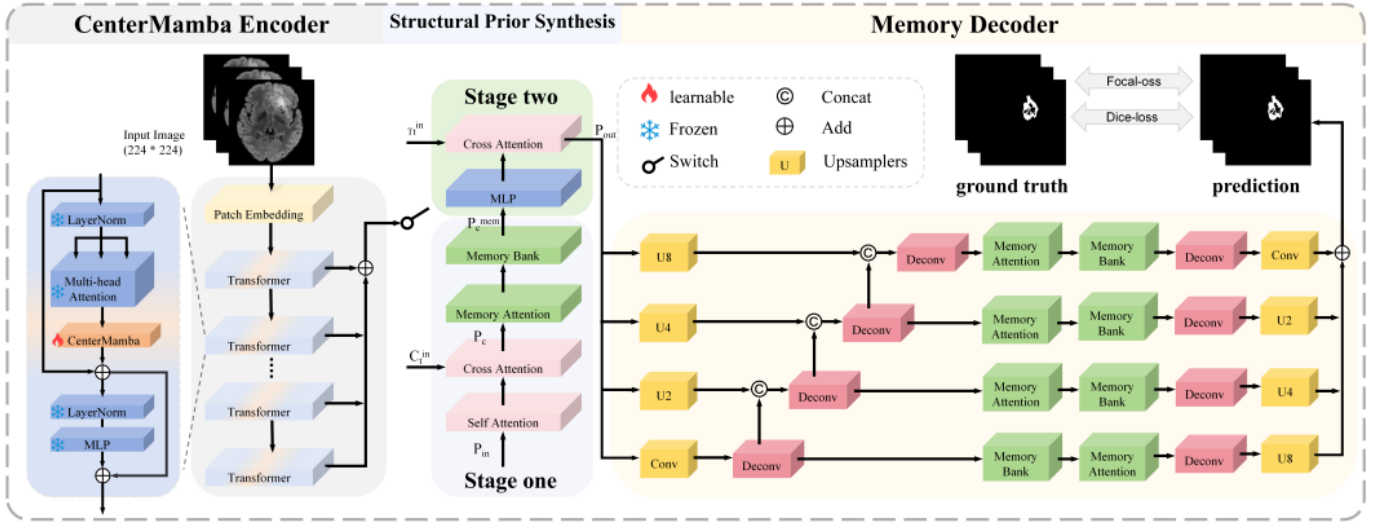 CenterMamba Encoder
Structural Prior Synthesis
Memory Decoder
Input Image
(224 * 224)
LayerNorm
Multi-head
Attention
CenterMamba
LayerNorm
MLP
Patch Embedding
Transformer
Transformer
Transformer
Transformer
Stage two
Tt^in
Cross Attention
P_out
MLP
P_c^mem
Memory Bank
Memory Attention
P_c
C_t^in
Cross Attention
Self Attention
P_in
Stage one
learnable
Concat
Frozen
Add
Switch
U
Upsamplers
Focal-oss
Dice-loss
ground truth
prediction
U8
C
Deconv
Memory
Attention
Memory
Bank
Deconv
Conv
U4
C
Deconv
Memory
Attention
Memory
Bank
Deconv
U2
U2
C
Deconv
Memory
Attention
Memory
Bank
Deconv
U4
Conv
Deconv
Memory
Bank
Memory
Attention
Deconv
U8